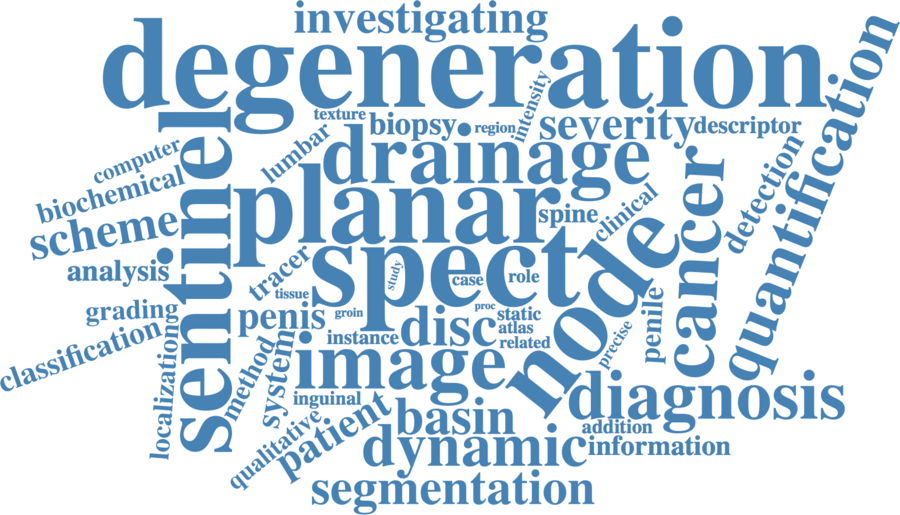 investigating
degeneration
quantification
intensity
texture
biopsy
region
severity
descriptor
lumbar
drainage
computer
biochemical
sentinel
planar
spine
clinical
cancer
detection
scheme
analysis
tracer
study
spect
case
role
node
tissue
grading
groin
proc
static
penis
disc
atlas
penile
classification
localization
method
system
instance
related
precise
image
inguinal
diagnosis
qualitative
patient
basin
addition
dynamic
information
segmentation